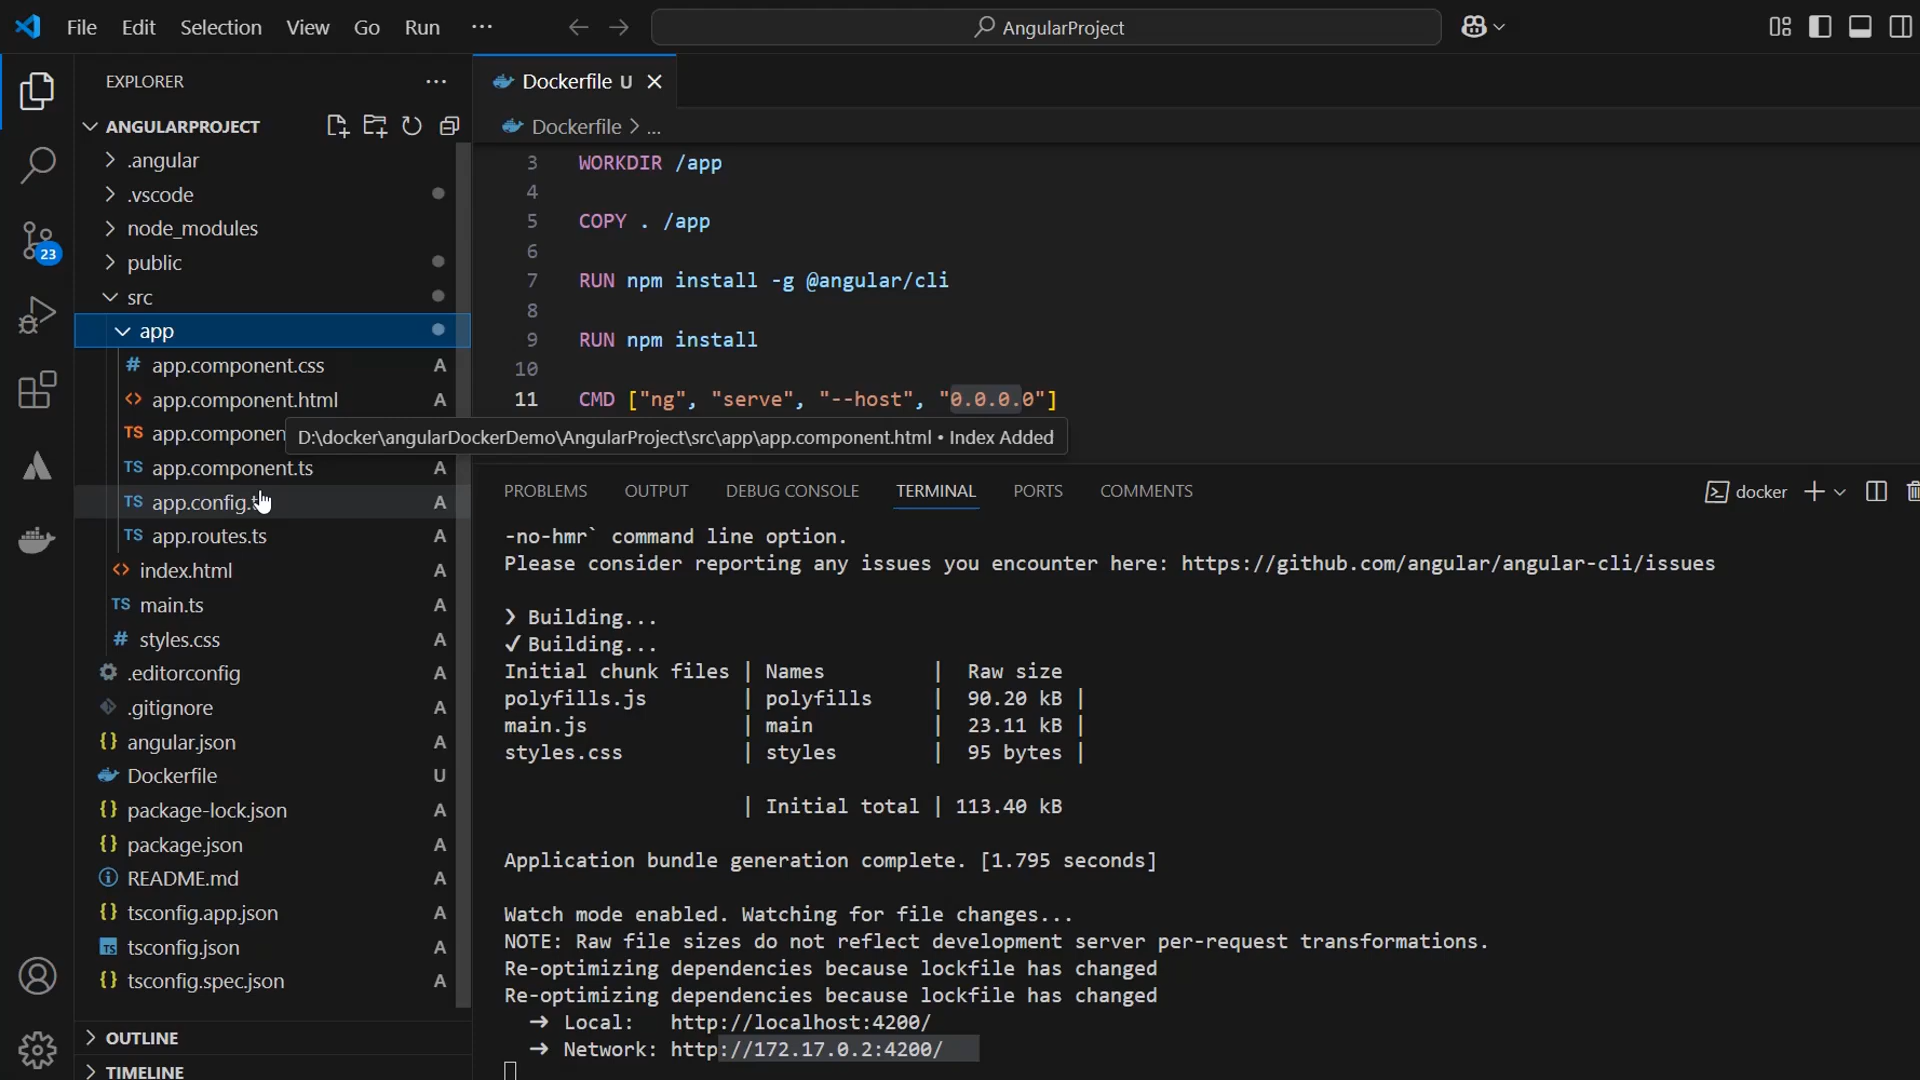 File Edit Selection View Go Run ...
AngularProject
EXPLORER ...
Dockerfile U
ANGULARPROJECT
Dockerfile > ...
.angular
.vscode
node_modules
public
src
app
app.component.css A
app.component.html A
app.componen
app.component.ts A
app.config.t A
app.routes.ts A
index.html A
main.ts A
styles.css A
.editorconfig A
.gitignore A
angular.json A
Dockerfile U
package-lock.json A
package.json A
README.md A
tsconfig.app.json A
tsconfig.json A
tsconfig.spec.json A
OUTLINE
TIMELINE
23
3 WORKDIR /app
4
5 COPY . /app
6
7 RUN npm install -g @angular/cli
8
9 RUN npm install
10
11 CMD ["ng", "serve", "--host", "0.0.0.0"]
D:\docker\angularDockerDemo\AngularProject\src\app\app.component.html • Index Added
PROBLEMS OUTPUT DEBUG CONSOLE TERMINAL PORTS COMMENTS
docker
-no-hmr` command line option.
Please consider reporting any issues you encounter here: https://github.com/angular/angular-cli/issues
❯ Building...
✔ Building...
Initial chunk files | Names | Raw size
polyfills.js | polyfills | 90.20 kB |
main.js | main | 23.11 kB |
styles.css | styles | 95 bytes |
| Initial total | 113.40 kB
Application bundle generation complete. [1.795 seconds]
Watch mode enabled. Watching for file changes...
NOTE: Raw file sizes do not reflect development server per-request transformations.
Re-optimizing dependencies because lockfile has changed
Re-optimizing dependencies because lockfile has changed
➜ Local: http://localhost:4200/
➜ Network: http://172.17.0.2:4200/